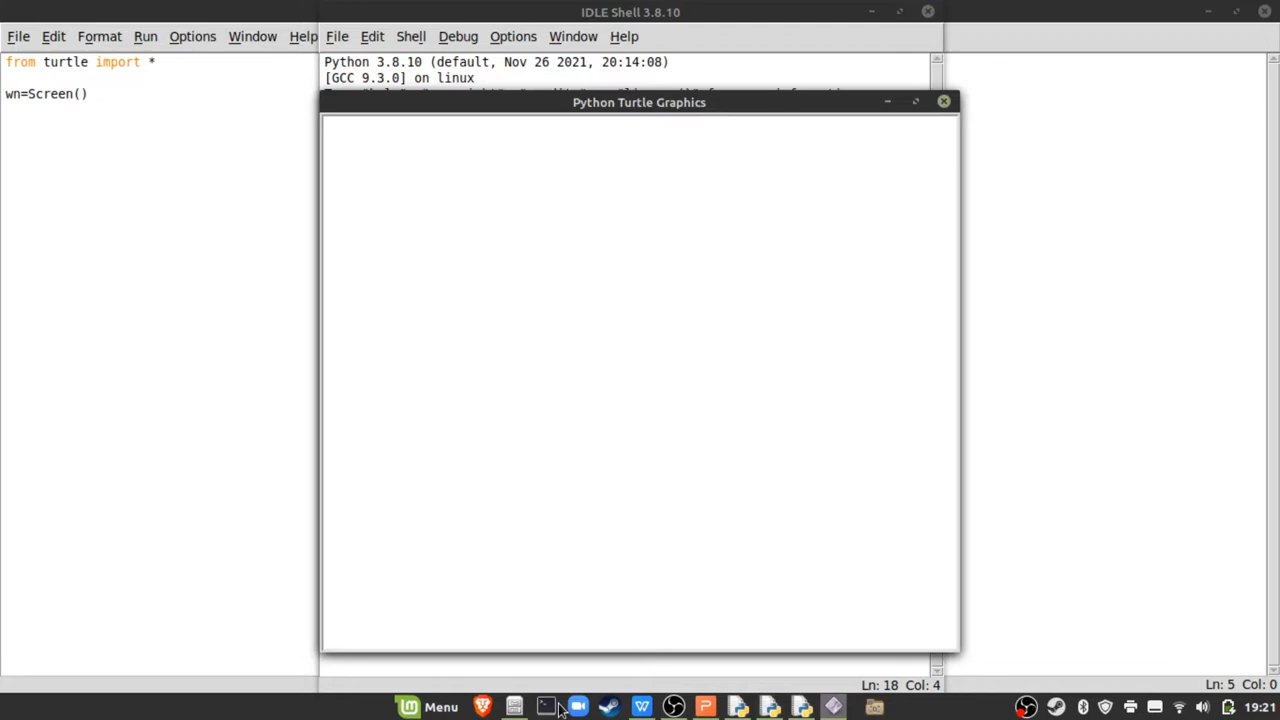 IDLE Shell 3.8.10
File Edit Format Run Options Window Help
File Edit Shell Debug Options Window Help
from turtle import *
wn=Screen()
Python 3.8.10 (default, Nov 26 2021, 20:14:08)
[GCC 9.3.0] on linux
Python Turtle Graphics
Ln: 18 Col: 4
Ln: 5 Col: 0
Menu
W
P
19:21